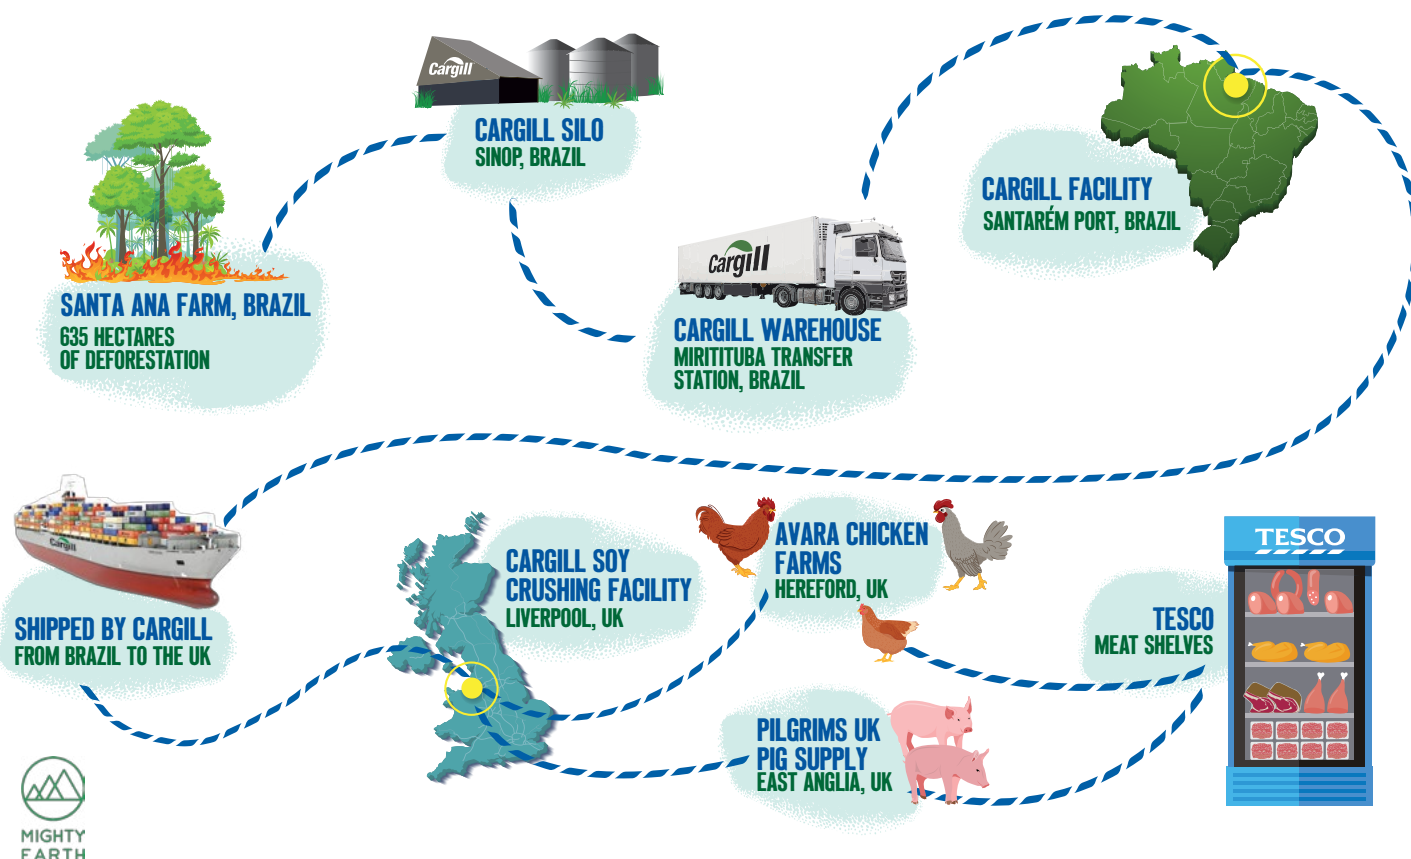 Cargill
CARGILL SILO
SINOP, BRAZIL
SANTA ANA FARM, BRAZIL
635 HECTARES
OF DEFORESTATION
Cargill
CARGILL WAREHOUSE
MIRITITUBA TRANSFER
STATION, BRAZIL
CARGILL FACILITY
SANTARÉM PORT, BRAZIL
Cargill
SHIPPED BY CARGILL
FROM BRAZIL TO THE UK
CARGILL SOY
CRUSHING FACILITY
LIVERPOOL, UK
AVARA CHICKEN
FARMS
HEREFORD, UK
PILGRIMS UK
PIG SUPPLY
EAST ANGLIA, UK
TESCO
MEAT SHELVES
TESCO
MIGHTY
EARTH